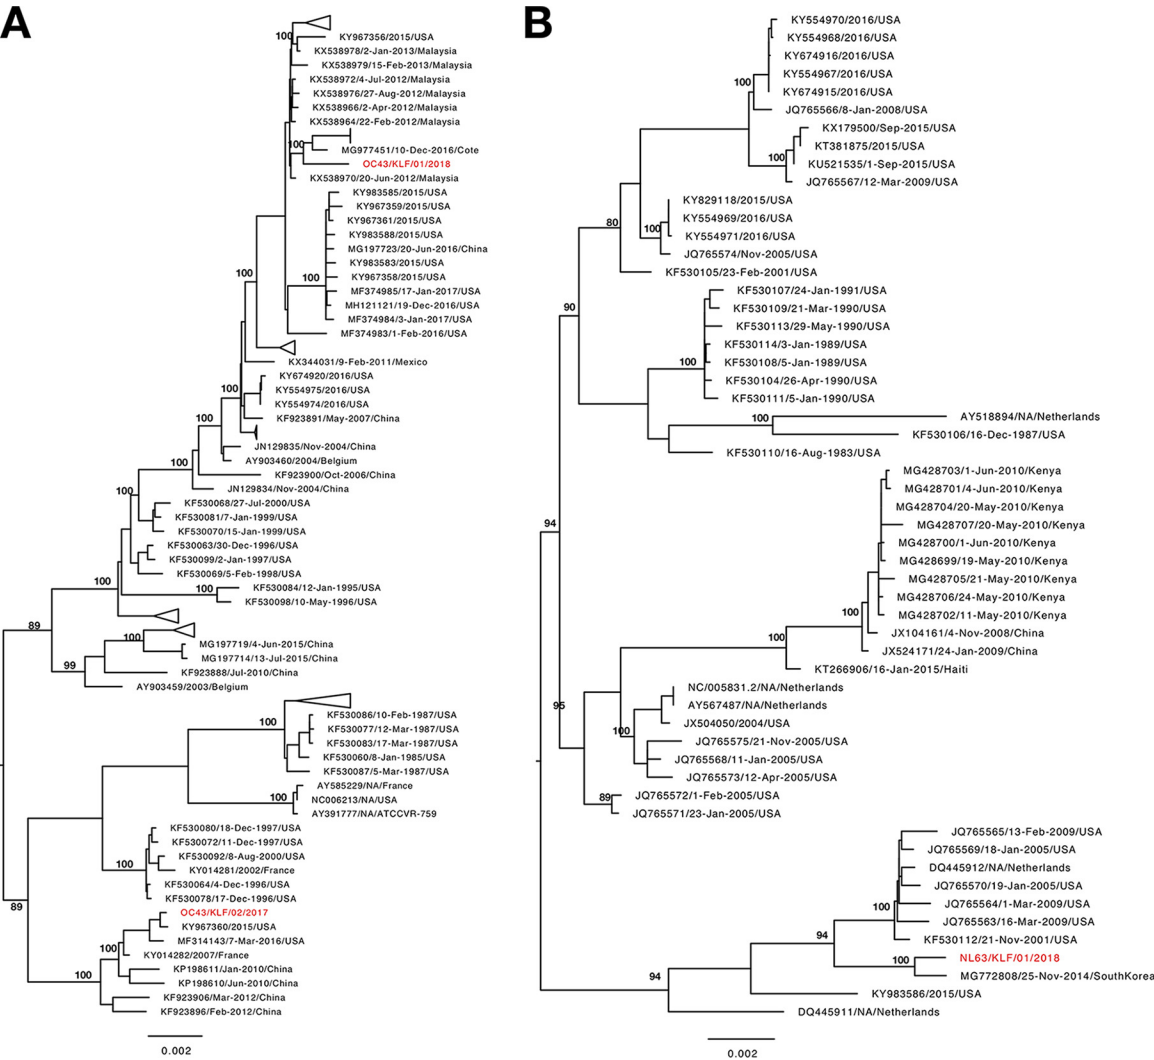 A
100
KY967356/2015/USA
KX538978/2-Jan-2013/Malaysia
KX538979/15-Feb-2013/Malaysia
KX538972/4-Jul-2012/Malaysia
KX538976/27-Aug-2012/Malaysia
KX538966/2-Apr-2012/Malaysia
KX538964/22-Feb-2012/Malaysia
100
MG977451/10-Dec-2016/Cote
OC43/KLF/01/2018
KX538970/20-Jun-2012/Malaysia
KY983585/2015/USA
KY967359/2015/USA
KY967361/2015/USA
KY983588/2015/USA
MG197723/20-Jun-2016/China
KY983583/2015/USA
100
KY967358/2015/USA
100
MF374985/17-Jan-2017/USA
MH121121/19-Dec-2016/USA
MF374984/3-Jan-2017/USA
MF374983/1-Feb-2016/USA
KX344031/9-Feb-2011/Mexico
KY674920/2016/USA
100
KY554975/2016/USA
KY554974/2016/USA
100
KF923891/May-2007/China
JN129835/Nov-2004/China
100
AY903460/2004/Belgium
KF923900/Oct-2006/China
100
JN129834/Nov-2004/China
KF530068/27-Jul-2000/USA
KF530081/7-Jan-1999/USA
KF530070/15-Jan-1999/USA
KF530063/30-Dec-1996/USA
KF530099/2-Jan-1997/USA
KF530069/5-Feb-1998/USA
100
100
KF530084/12-Jan-1995/USA
KF530098/10-May-1996/USA
89
100
MG197719/4-Jun-2015/China
MG197714/13-Jul-2015/China
99
KF923888/Jul-2010/China
AY903459/2003/Belgium
KF530086/10-Feb-1987/USA
100
KF530077/12-Mar-1987/USA
KF530083/17-Mar-1987/USA
KF530060/8-Jan-1985/USA
KF530087/5-Mar-1987/USA
AY585229/NA/France
100
NC006213/NA/USA
AY391777/NA/ATCCVR-759
KF530080/18-Dec-1997/USA
KF530072/11-Dec-1997/USA
KF530092/8-Aug-2000/USA
100
KY014281/2002/France
KF530064/4-Dec-1996/USA
KF530078/17-Dec-1996/USA
89
OC43/KLF/02/2017
KY967360/2015/USA
MF314143/7-Mar-2016/USA
100
KY014282/2007/France
KP198611/Jan-2010/China
100
KP198610/Jun-2010/China
KF923906/Mar-2012/China
KF923896/Feb-2012/China
0.002
B
KY554970/2016/USA
KY554968/2016/USA
KY674916/2016/USA
KY554967/2016/USA
100
KY674915/2016/USA
JQ765566/8-Jan-2008/USA
KX179500/Sep-2015/USA
KT381875/2015/USA
100
KU521535/1-Sep-2015/USA
JQ765567/12-Mar-2009/USA
KY829118/2015/USA
80
KY554969/2016/USA
100
KY554971/2016/USA
JQ765574/Nov-2005/USA
KF530105/23-Feb-2001/USA
KF530107/24-Jan-1991/USA
90
KF530109/21-Mar-1990/USA
KF530113/29-May-1990/USA
KF530114/3-Jan-1989/USA
100
KF530108/5-Jan-1989/USA
KF530104/26-Apr-1990/USA
KF530111/5-Jan-1990/USA
100
AY518894/NA/Netherlands
KF530106/16-Dec-1987/USA
KF530110/16-Aug-1983/USA
MG428703/1-Jun-2010/Kenya
MG428701/4-Jun-2010/Kenya
MG428704/20-May-2010/Kenya
94
MG428707/20-May-2010/Kenya
MG428700/1-Jun-2010/Kenya
MG428699/19-May-2010/Kenya
MG428705/21-May-2010/Kenya
MG428706/24-May-2010/Kenya
100
MG428702/11-May-2010/Kenya
100
JX104161/4-Nov-2008/China
JX524171/24-Jan-2009/China
KT266906/16-Jan-2015/Haiti
NC/005831.2/NA/Netherlands
95
AY567487/NA/Netherlands
JX504050/2004/USA
100
JQ765575/21-Nov-2005/USA
JQ765568/11-Jan-2005/USA
JQ765573/12-Apr-2005/USA
89
JQ765572/1-Feb-2005/USA
JQ765571/23-Jan-2005/USA
JQ765565/13-Feb-2009/USA
JQ765569/18-Jan-2005/USA
DQ445912/NA/Netherlands
JQ765570/19-Jan-2005/USA
100
JQ765564/1-Mar-2009/USA
JQ765563/16-Mar-2009/USA
94
KF530112/21-Nov-2001/USA
100
NL63/KLF/01/2018
94
MG772808/25-Nov-2014/SouthKorea
KY983586/2015/USA
DQ445911/NA/Netherlands
0.002